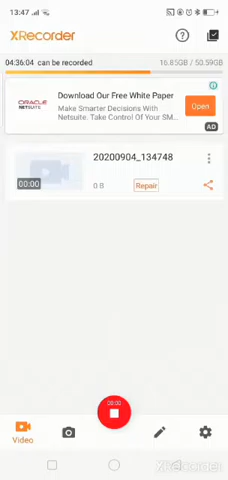 13:47
XRecorder
04:36:04 can be recorded
16.85GB / 50.59GB
ORACLE
NETSUITE
Download Our Free White Paper
Make Smarter Decisions With
Netsuite. Take Control Of Your SM...
Open
AD
20200904_134748
00:00
0 B
Repair
00:00
Video
XRecorder